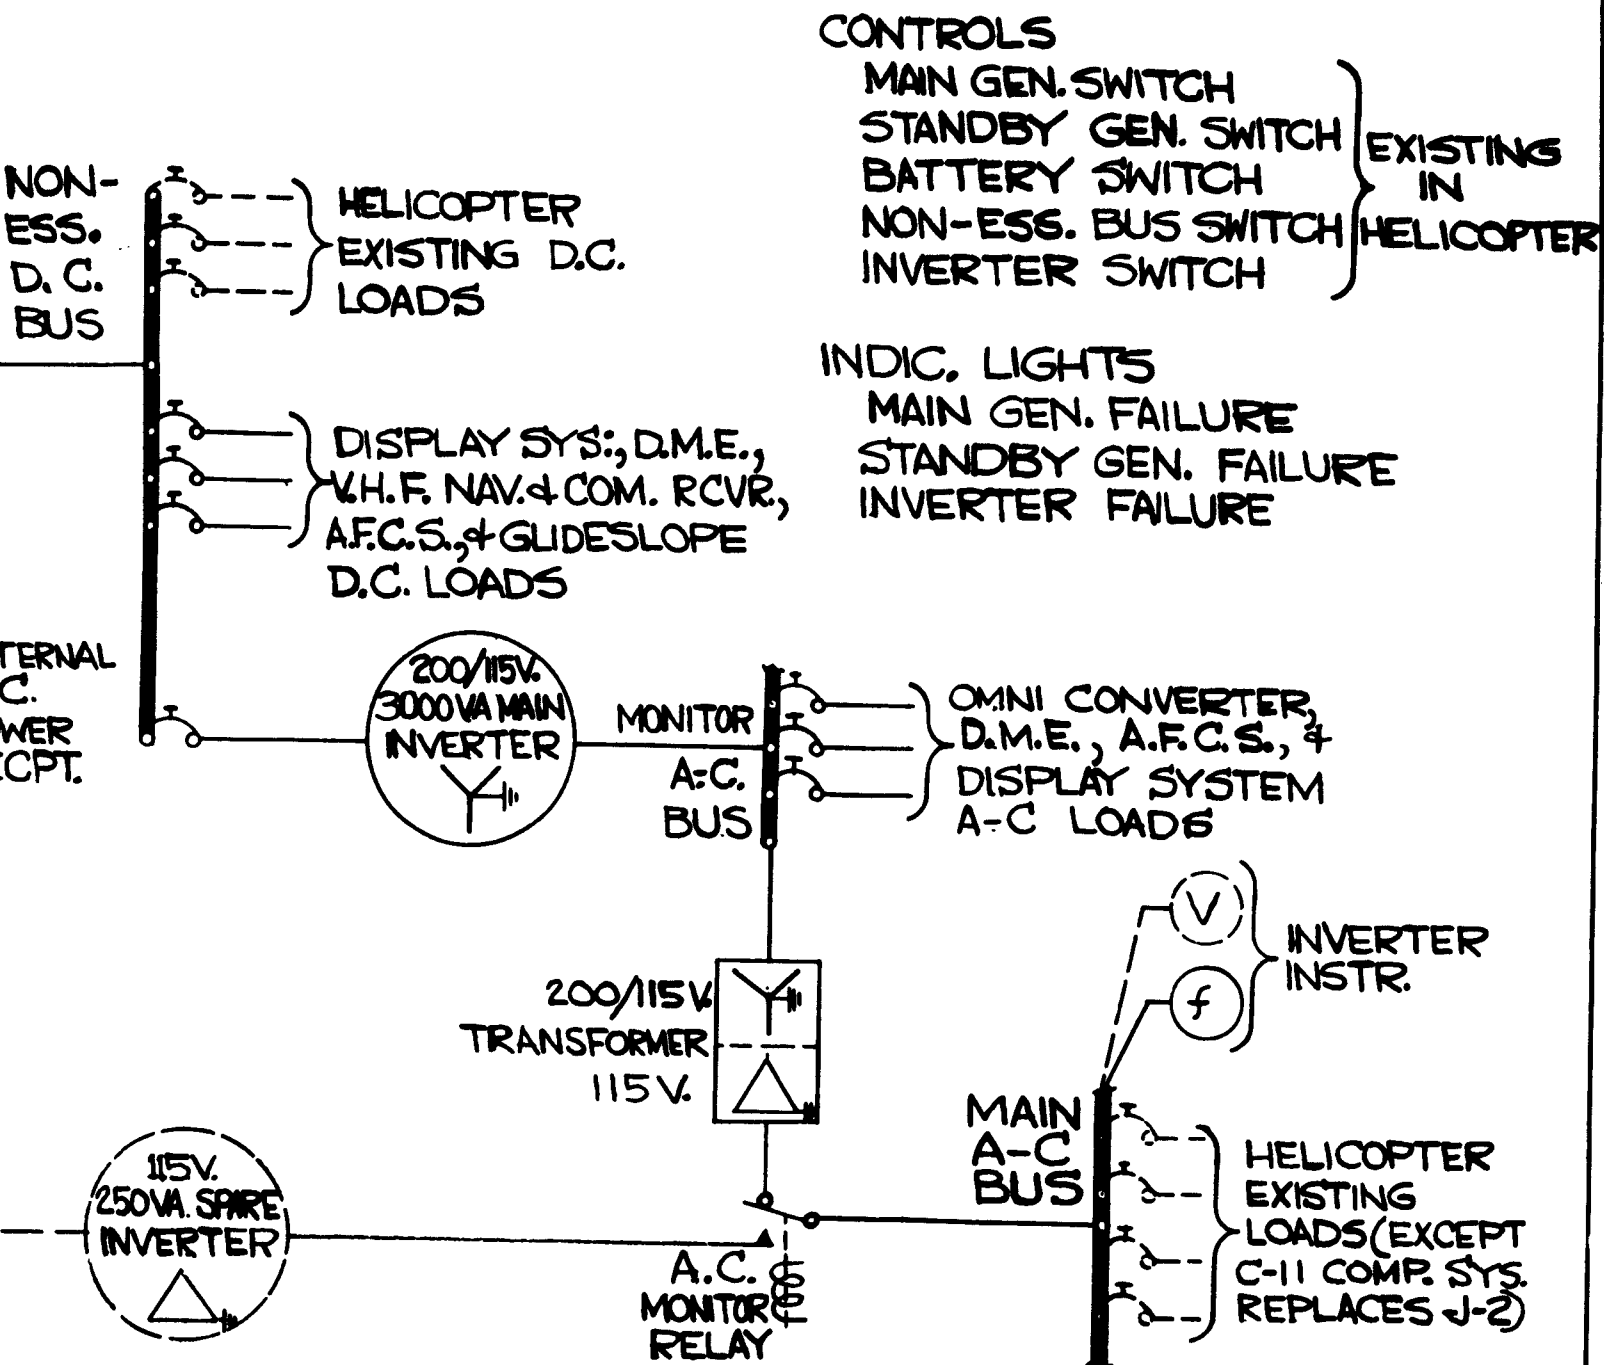 CONTROLS
MAIN GEN. SWITCH
STANDBY GEN. SWITCH
BATTERY SWITCH
NON-ESS. BUS SWITCH
INVERTER SWITCH
EXISTING
IN
HELICOPTER
INDIC. LIGHTS
MAIN GEN. FAILURE
STANDBY GEN. FAILURE
INVERTER FAILURE
NON-
ESS.
D. C.
BUS
HELICOPTER
EXISTING D.C.
LOADS
DISPLAY SYS., D.M.E.,
V.H.F. NAV. & COM. RCVR.,
A.F.C.S., & GLIDESLOPE
D.C. LOADS
TERNAL
C.
WER
CPT.
200/115V.
3000 VA MAIN
INVERTER
MONITOR
A-C.
BUS
OMNI CONVERTER,
D.M.E., A.F.C.S., &
DISPLAY SYSTEM
A-C LOADS
V
f
INVERTER
INSTR.
200/115V.
TRANSFORMER
115V.
MAIN
A-C
BUS
HELICOPTER
EXISTING
LOADS (EXCEPT
C-11 COMP. SYS.
REPLACES J-2)
115V.
250VA. SPARE
INVERTER
A.C.
MONITOR
RELAY